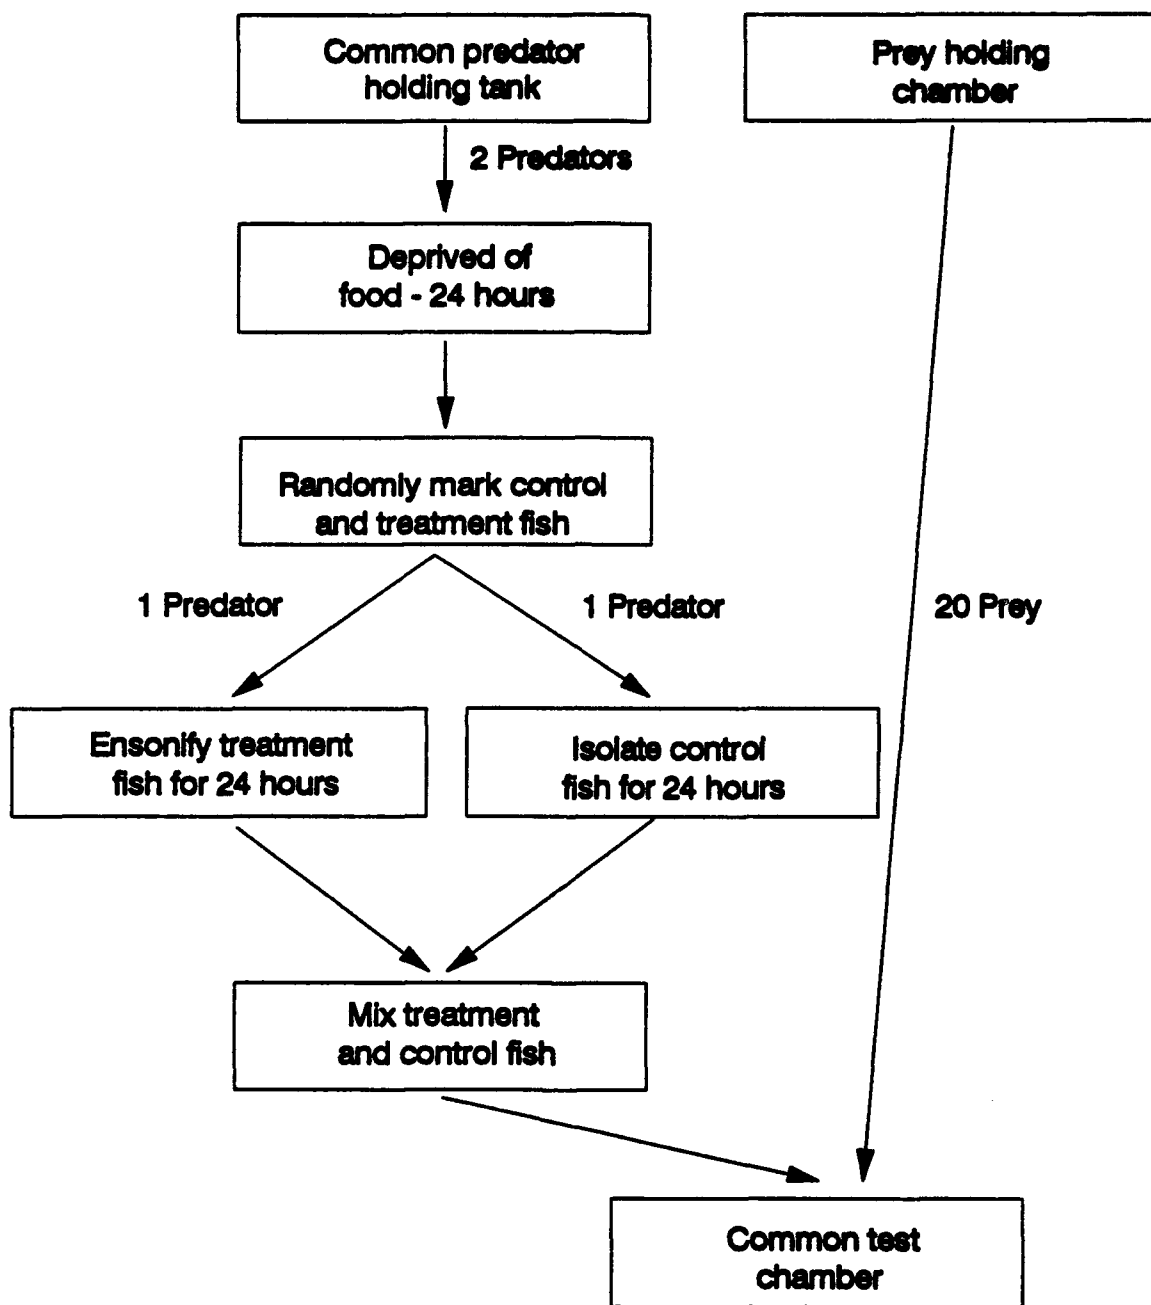 Common predator
holding tank
Prey holding
chamber
2 Predators
Deprived of
food - 24 hours
Randomly mark control
and treatment fish
1 Predator
1 Predator
20 Prey
Ensonify treatment
fish for 24 hours
Isolate control
fish for 24 hours
Mix treatment
and control fish
Common test
chamber